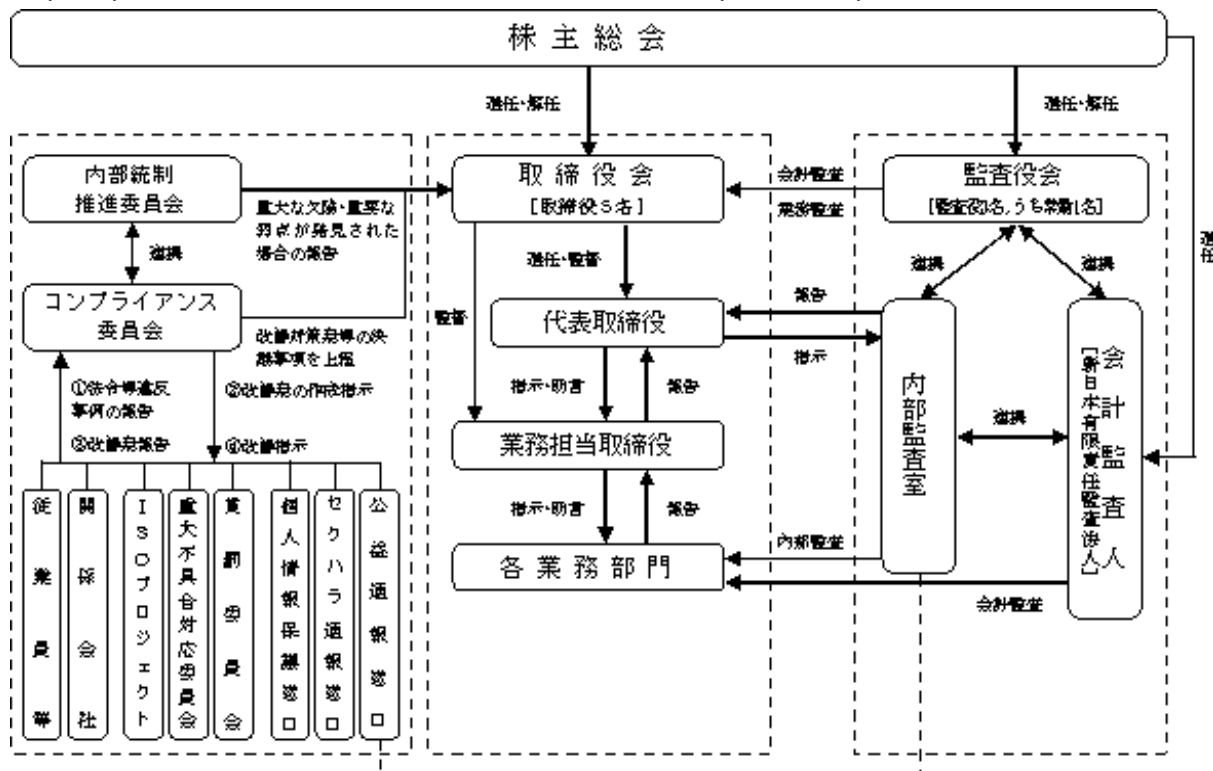 株主総会
選任・解任
選任・解任
内部統制
推進委員会
取締役会
[取締役5名]
会計監査
業務監査
監査役会
[監査役3名、うち常勤1名]
選任
重大な欠陥・重要な
弱点が発見された
場合の報告
連携
選任・監督
連携
連携
コンプライアンス
委員会
監督
代表取締役
報告
指示
改善対策案等の決
議事項を上程
①法令等違反
事例の報告
②改善案の作成指示
③改善案報告
④改善指示
指示・助言
報告
業務担当取締役
内部監査室
連携
会計監査人
[新日本有限責任監査法人]
指示・助言
報告
内部監査
各業務部門
会計監査
従業員等
関係会社
ISOプロジェクト
重大不具合対応委員会
賞罰委員会
個人情報保護窓口
セクハラ通報窓口
公益通報窓口